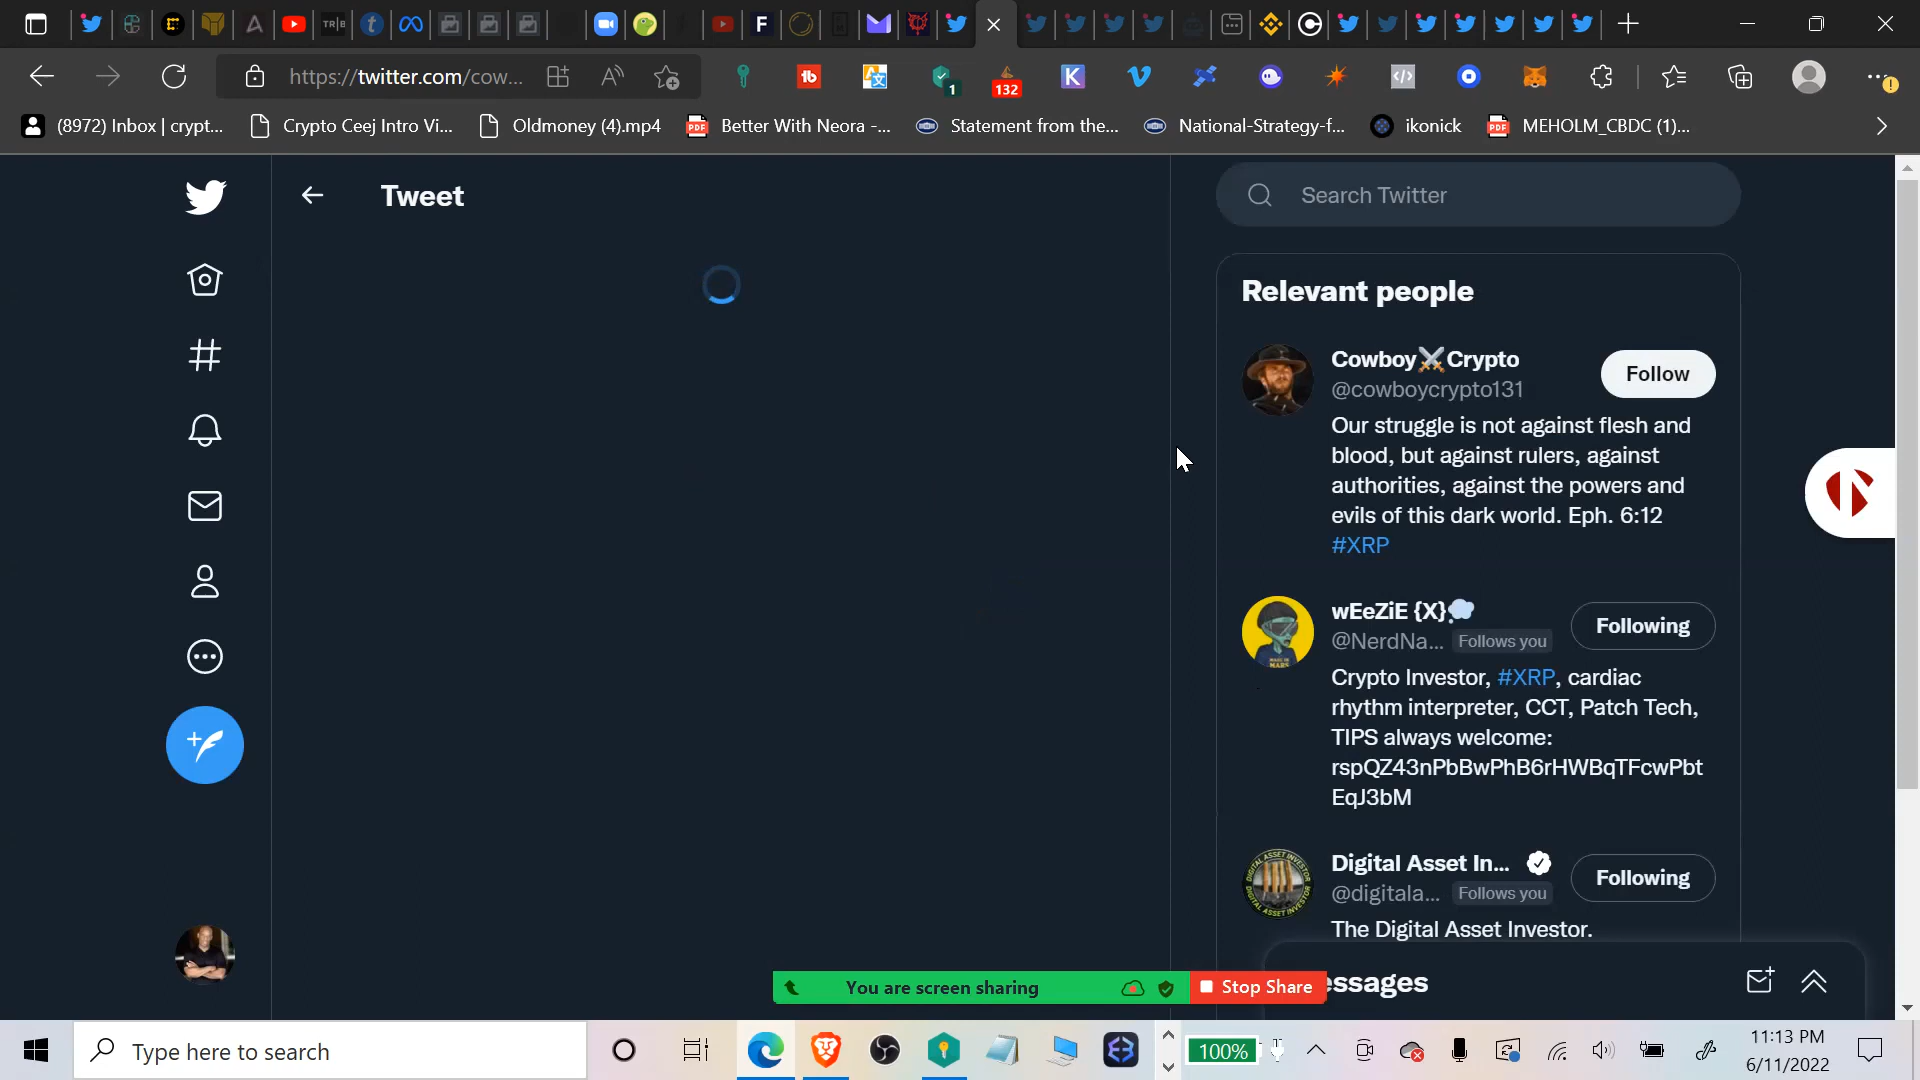 TR|B
F
https://twitter.com/cow...
1
132
K
(8972) Inbox | crypt...
Crypto Ceej Intro Vi...
Oldmoney (4).mp4
Better With Neora -...
Statement from the...
National-Strategy-f...
ikonick
MEHOLM_CBDC (1)...
Tweet
Search Twitter
Relevant people
Cowboy⚔️Crypto
@cowboycrypto131
Follow
Our struggle is not against flesh and
blood, but against rulers, against
authorities, against the powers and
evils of this dark world. Eph. 6:12
#XRP
wEeZiE {X}💭
@NerdNa... Follows you
Following
Crypto Investor, #XRP, cardiac
rhythm interpreter, CCT, Patch Tech,
TIPS always welcome:
rspQZ43nPbBwPhB6rHWBqTFcwPbt
EqJ3bM
Digital Asset In...
@digitala... Follows you
Following
The Digital Asset Investor.
You are screen sharing
Stop Share
essages
Type here to search
100%
11:13 PM
6/11/2022